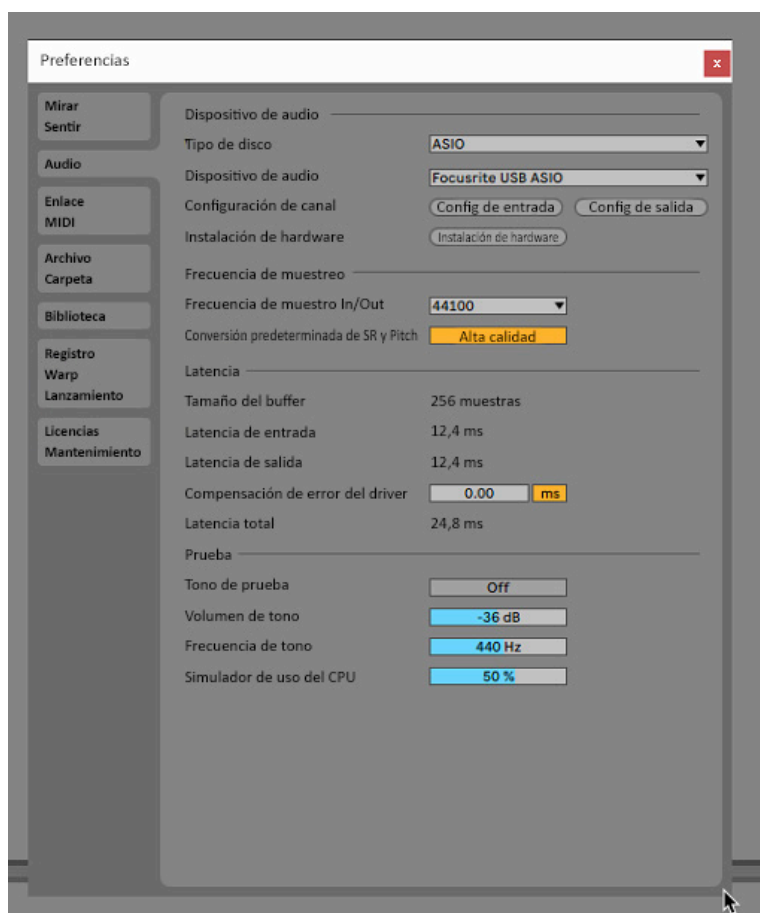 Preferencias
x
Mirar
Sentir
Audio
Enlace
MIDI
Archivo
Carpeta
Biblioteca
Registro
Warp
Lanzamiento
Licencias
Mantenimiento
Dispositivo de audio
Tipo de disco ASIO
Dispositivo de audio Focusrite USB ASIO
Configuración de canal Config de entrada Config de salida
Instalación de hardware Instalación de hardware
Frecuencia de muestreo
Frecuencia de muestro In/Out 44100
Conversión predeterminada de SR y Pitch Alta calidad
Latencia
Tamaño del buffer 256 muestras
Latencia de entrada 12,4 ms
Latencia de salida 12,4 ms
Compensación de error del driver 0.00 ms
Latencia total 24,8 ms
Prueba
Tono de prueba Off
Volumen de tono -36 dB
Frecuencia de tono 440 Hz
Simulador de uso del CPU 50 %